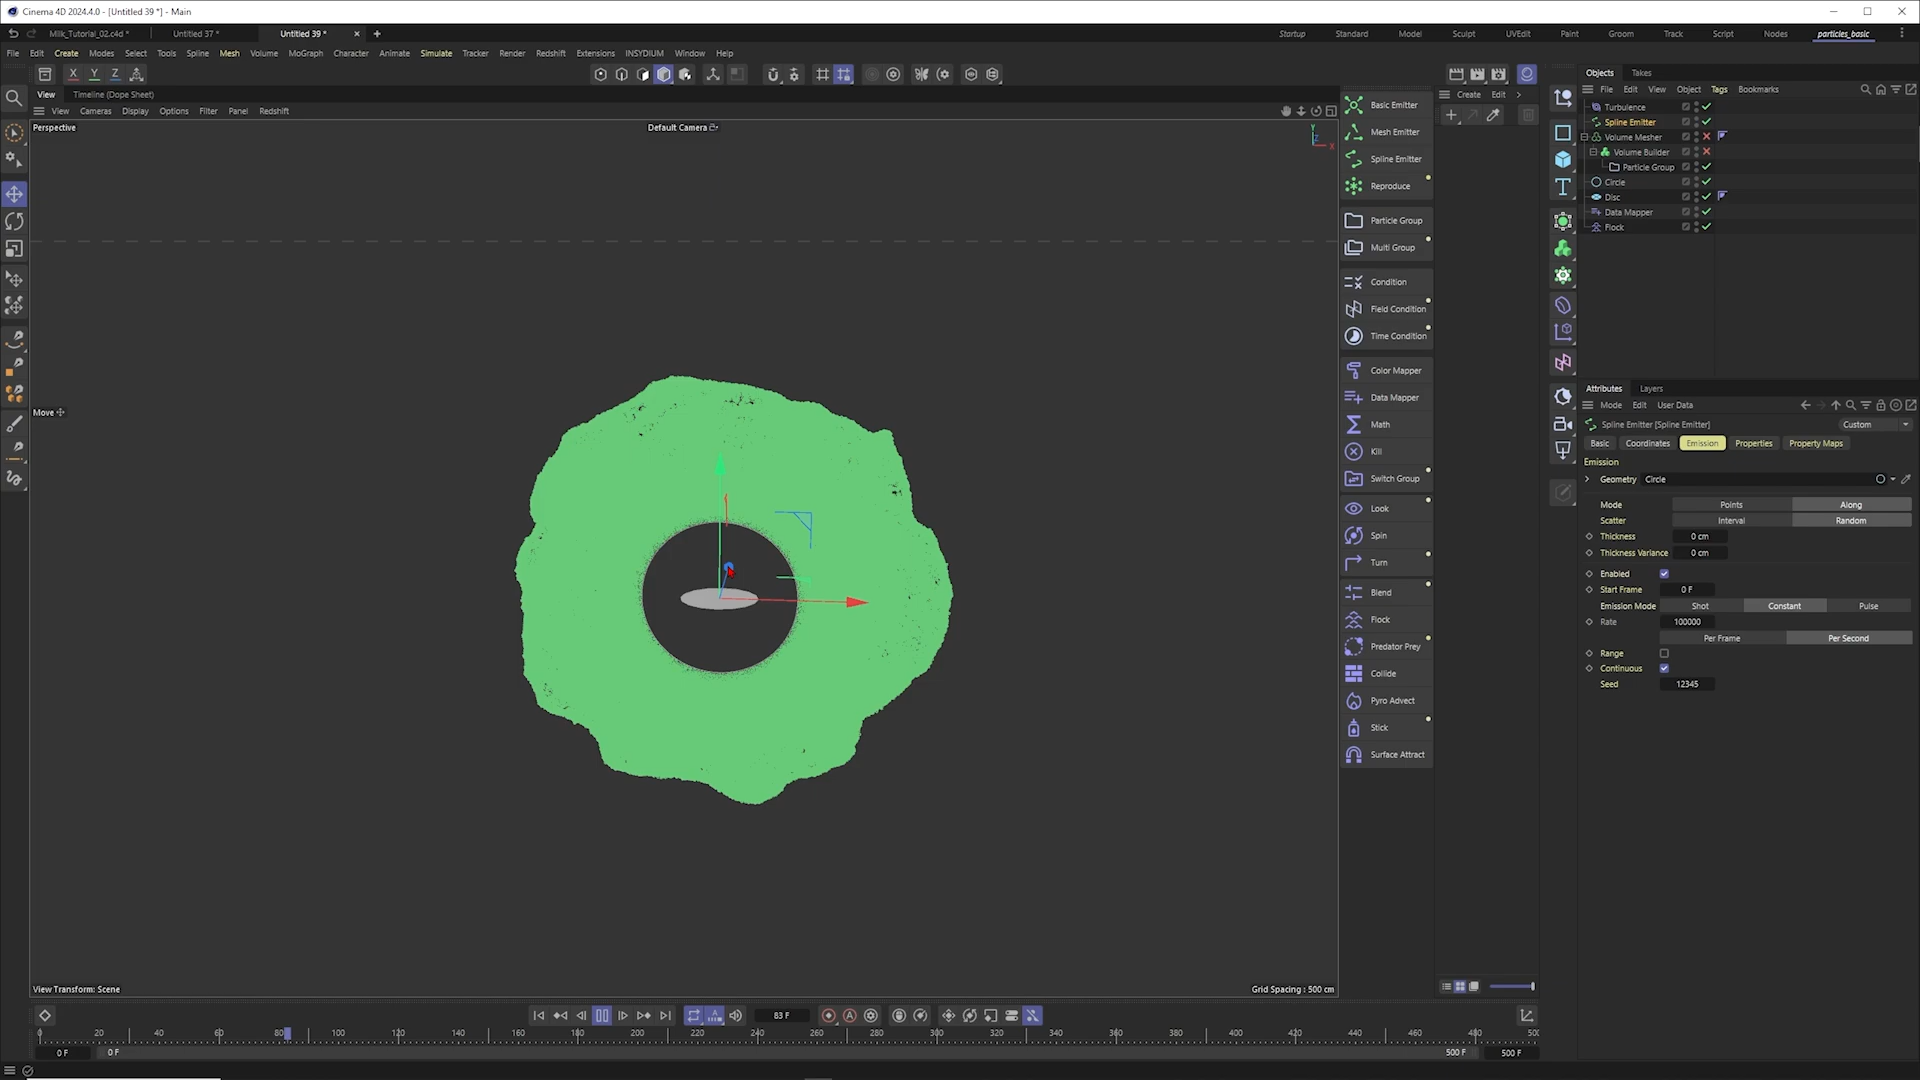 Cinema 4D 2024.4.0 - [Untitled 39 *] - Main
Milk_Tutorial_02.c4d *
Untitled 37 *
Untitled 39 *
Startup
Standard
Model
Sculpt
UVEdit
Paint
Groom
Track
Script
Nodes
particles_basic
File Edit Create Modes Select Tools Spline Mesh Volume MoGraph Character Animate Simulate Tracker Render Redshift Extensions INSYDIUM Window Help
X Y Z
View
Timeline (Dope Sheet)
View Cameras Display Options Filter Panel Redshift
Perspective
Default Camera
Y
Z
X
Move
View Transform: Scene
Grid Spacing : 500 cm
Basic Emitter
Mesh Emitter
Spline Emitter
Reproduce
Particle Group
Multi Group
Condition
Field Condition
Time Condition
Color Mapper
Data Mapper
Math
Kill
Switch Group
Look
Spin
Turn
Blend
Flock
Predator Prey
Collide
Pyro Advect
Stick
Surface Attract
Create Edit
Objects
Takes
File Edit View Object Tags Bookmarks
Turbulence
Spline Emitter
Volume Mesher
Volume Builder
Particle Group
Circle
Disc
Data Mapper
Flock
Attributes
Layers
Mode Edit User Data
Spline Emitter [Spline Emitter]
Custom
Basic
Coordinates
Emission
Properties
Property Maps
Emission
Geometry Circle
Mode Points Along
Scatter Interval Random
Thickness 0 cm
Thickness Variance 0 cm
Enabled
Start Frame 0 F
Emission Mode Shot Constant Pulse
Rate 100000
Per Frame Per Second
Range
Continuous
Seed 12345
83 F
0 20 40 60 80 100 120 140 160 180 200 220 240 260 280 300 320 340 360 380 400 420 440 460 480 50
0 F
0 F
500 F
500 F